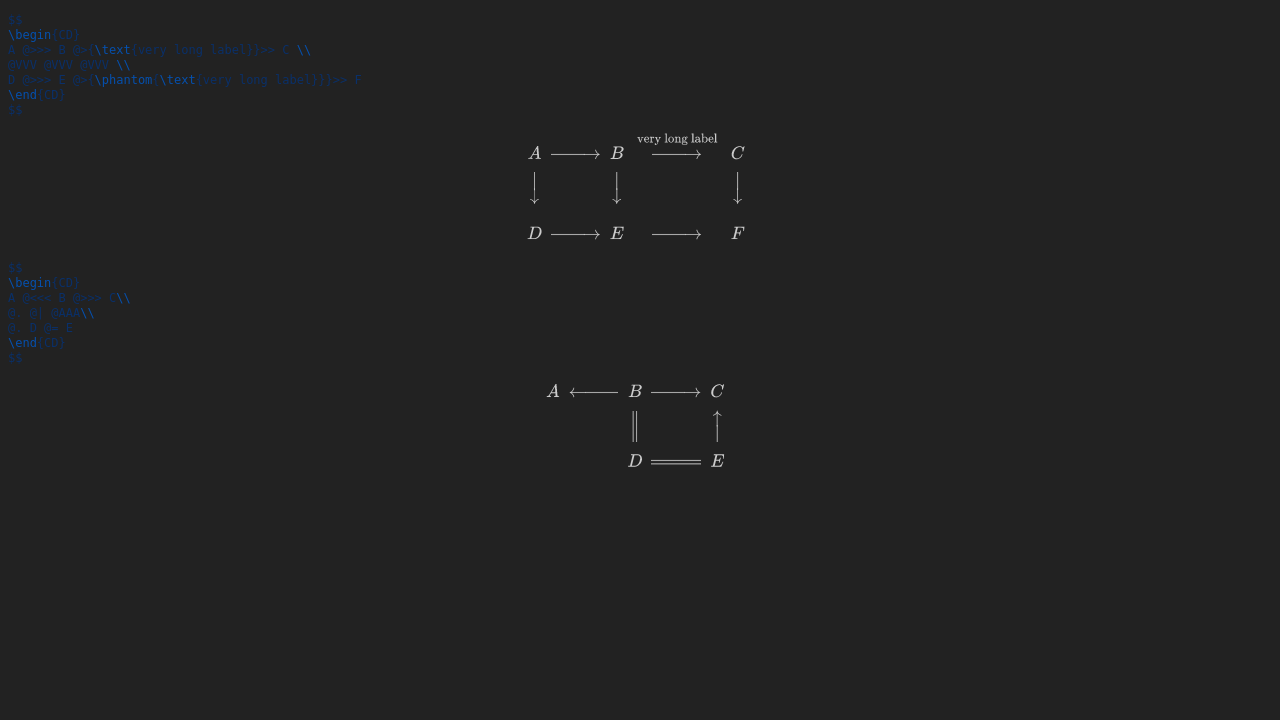 $$
\begin{CD}
A @>>> B @>{\text{very long label}}>> C \\
@VVV @VVV @VVV \\
D @>>> E @>{\phantom{\text{very long label}}}>> F
\end{CD}
$$
very long label
A B C
D E F
$$
\begin{CD}
A @<<< B @>>> C\\
@. @| @AAA\\
@. D @= E
\end{CD}
$$
A B C
D E